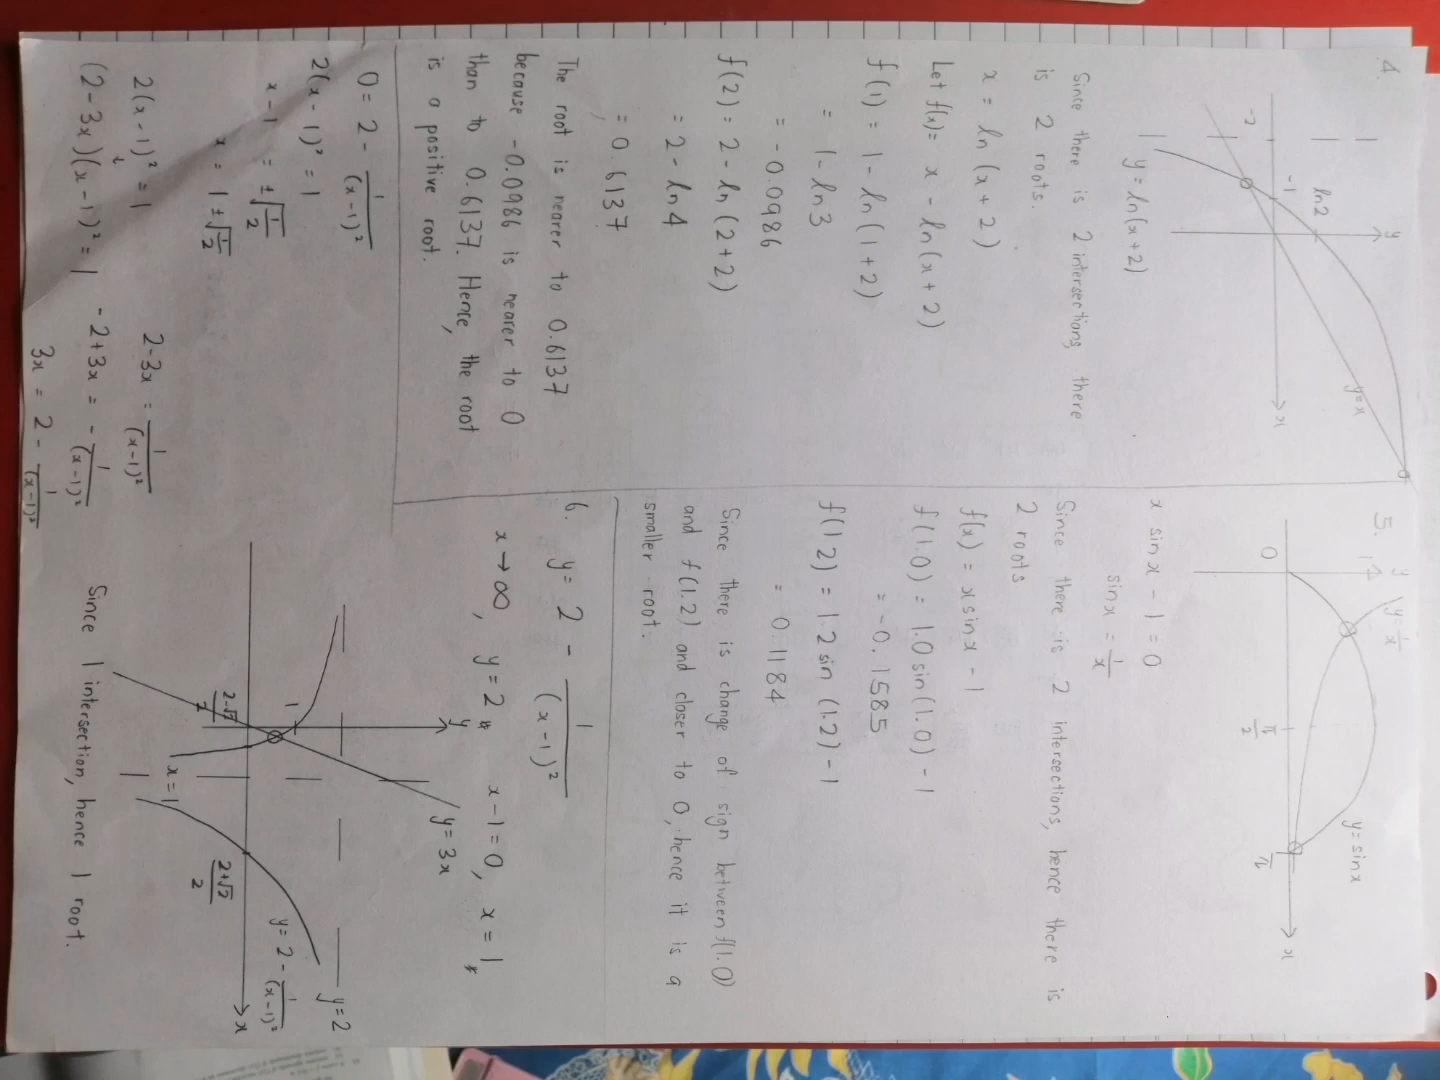 4.
y
ln2
-1
-2
x
y=x
y=ln(x+2)
Since there is 2 intersections, there
is 2 roots.
x = ln(x+2)
Let f(x)= x - ln(x+2)
f(1) = 1-ln(1+2)
= 1-ln3
= -0.0986
f(2) = 2-ln(2+2)
= 2-ln4
= 0.6137
The root is nearer to 0.6137
because -0.0986 is nearer to 0
than to 0.6137. Hence, the root
is a positive root.
0 = 2 - 1/(x-1)²
2(x-1)² = 1
x-1 = ±√(1/2)
x = 1±√(1/2)
2(x-1)² = 1
(2-3x)(x-1)² = 1
2-3x = 1/(x-1)²
-2+3x = -1/(x-1)²
3x = 2 - 1/(x-1)²
5.
y
y=1/x
1
0
π/2
π
x
y=sinx
x sinx - 1 = 0
sinx = 1/x
Since there is 2 intersections, hence there is
2 roots
f(x) = x sinx - 1
f(1.0) = 1.0 sin(1.0) - 1
= -0.1585
f(1.2) = 1.2 sin (1.2) - 1
= 0.1184
Since there is change of sign between f(1.0)
and f(1.2) and closer to 0, hence it is a
smaller root.
6. y = 2 - 1/(x-1)²
x→∞, y=2 x-1=0, x=1
y
y=3x
y=2
1
y=2-1/(x-1)²
x
(2-√2)/2
(2+√2)/2
x=1
Since 1 intersection, hence 1 root.